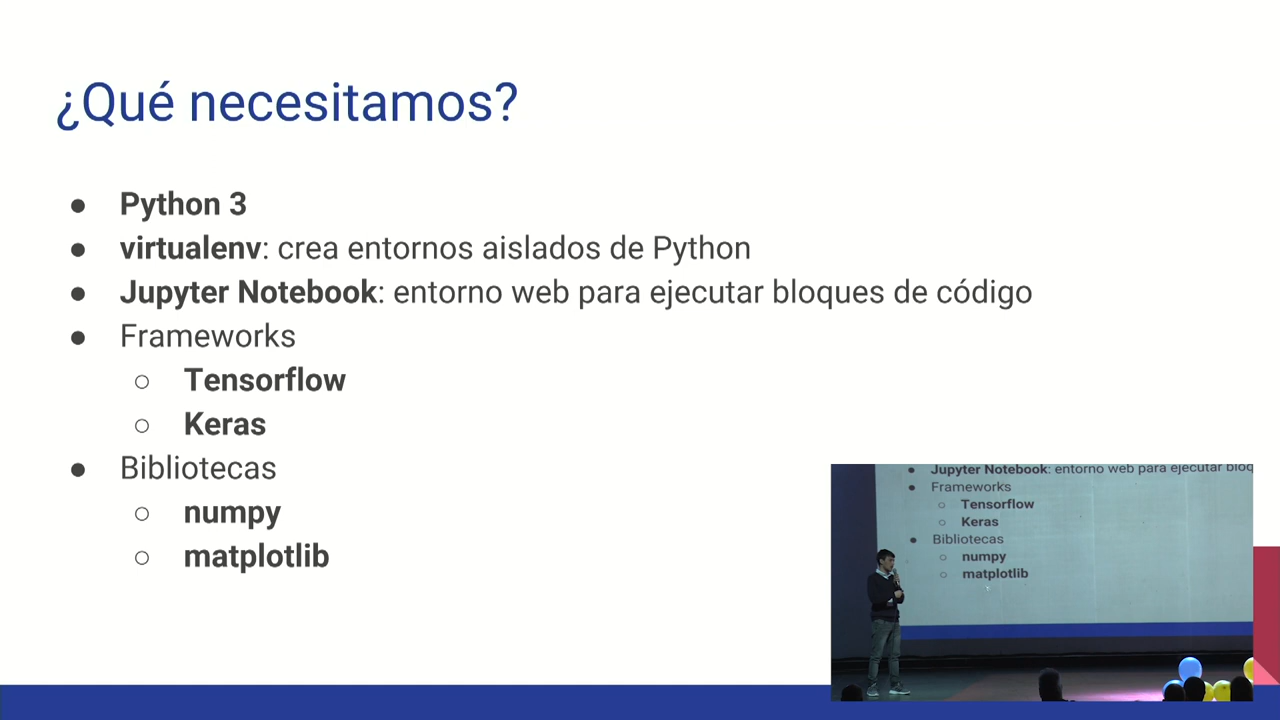 ¿Qué necesitamos?
● Python 3
● virtualenv: crea entornos aislados de Python
● Jupyter Notebook: entorno web para ejecutar bloques de código
● Frameworks
○ Tensorflow
○ Keras
● Bibliotecas
○ numpy
○ matplotlib
● Jupyter Notebook: entorno web para ejecutar bloq
● Frameworks
○ Tensorflow
○ Keras
● Bibliotecas
○ numpy
○ matplotlib